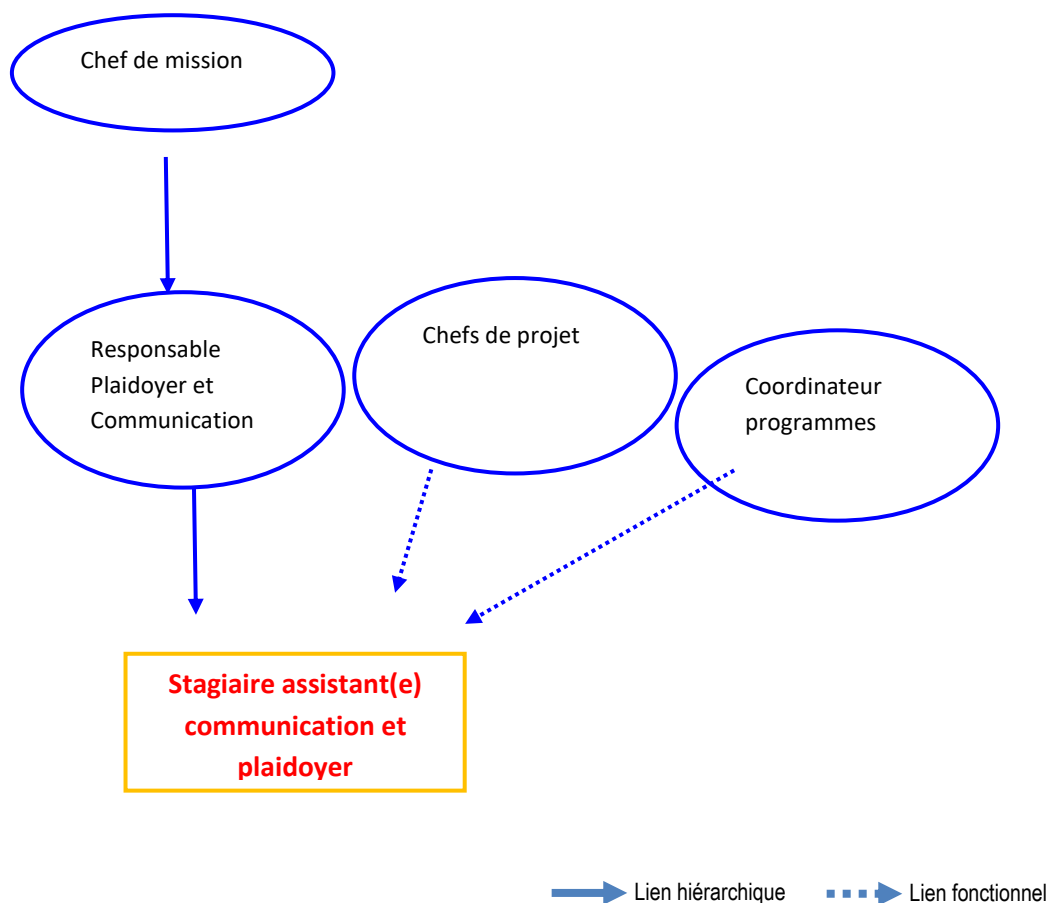 Chef de mission
Responsable
Plaidoyer et
Communication
Chefs de projet
Coordinateur
programmes
Stagiaire assistant(e)
communication et
plaidoyer
Lien hiérarchique
Lien fonctionnel